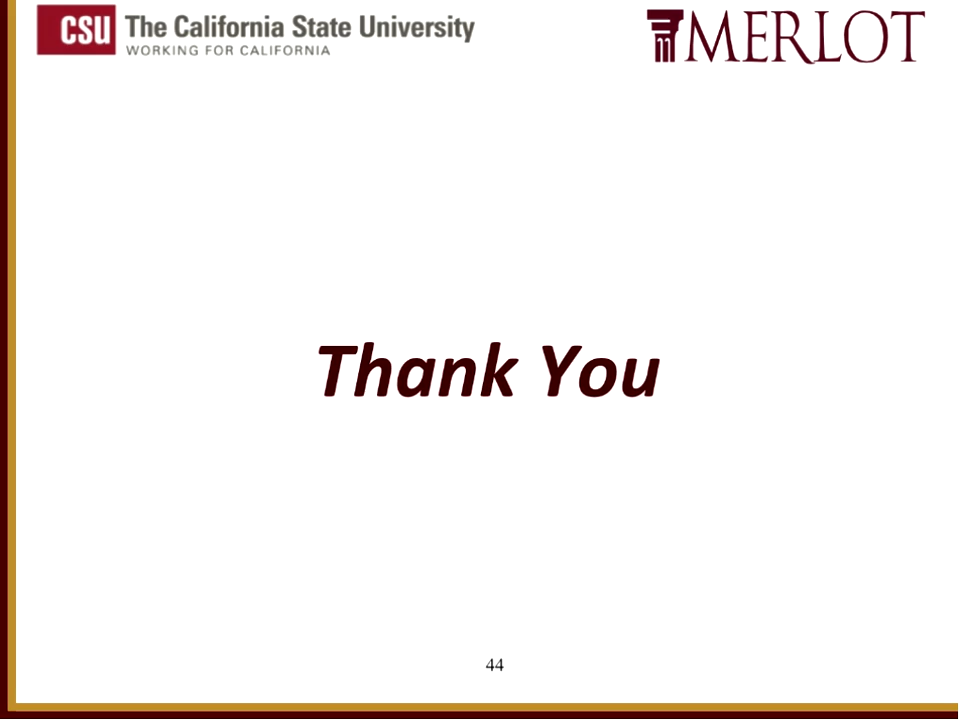 CSU The California State University
WORKING FOR CALIFORNIA
MERLOT
Thank You
44